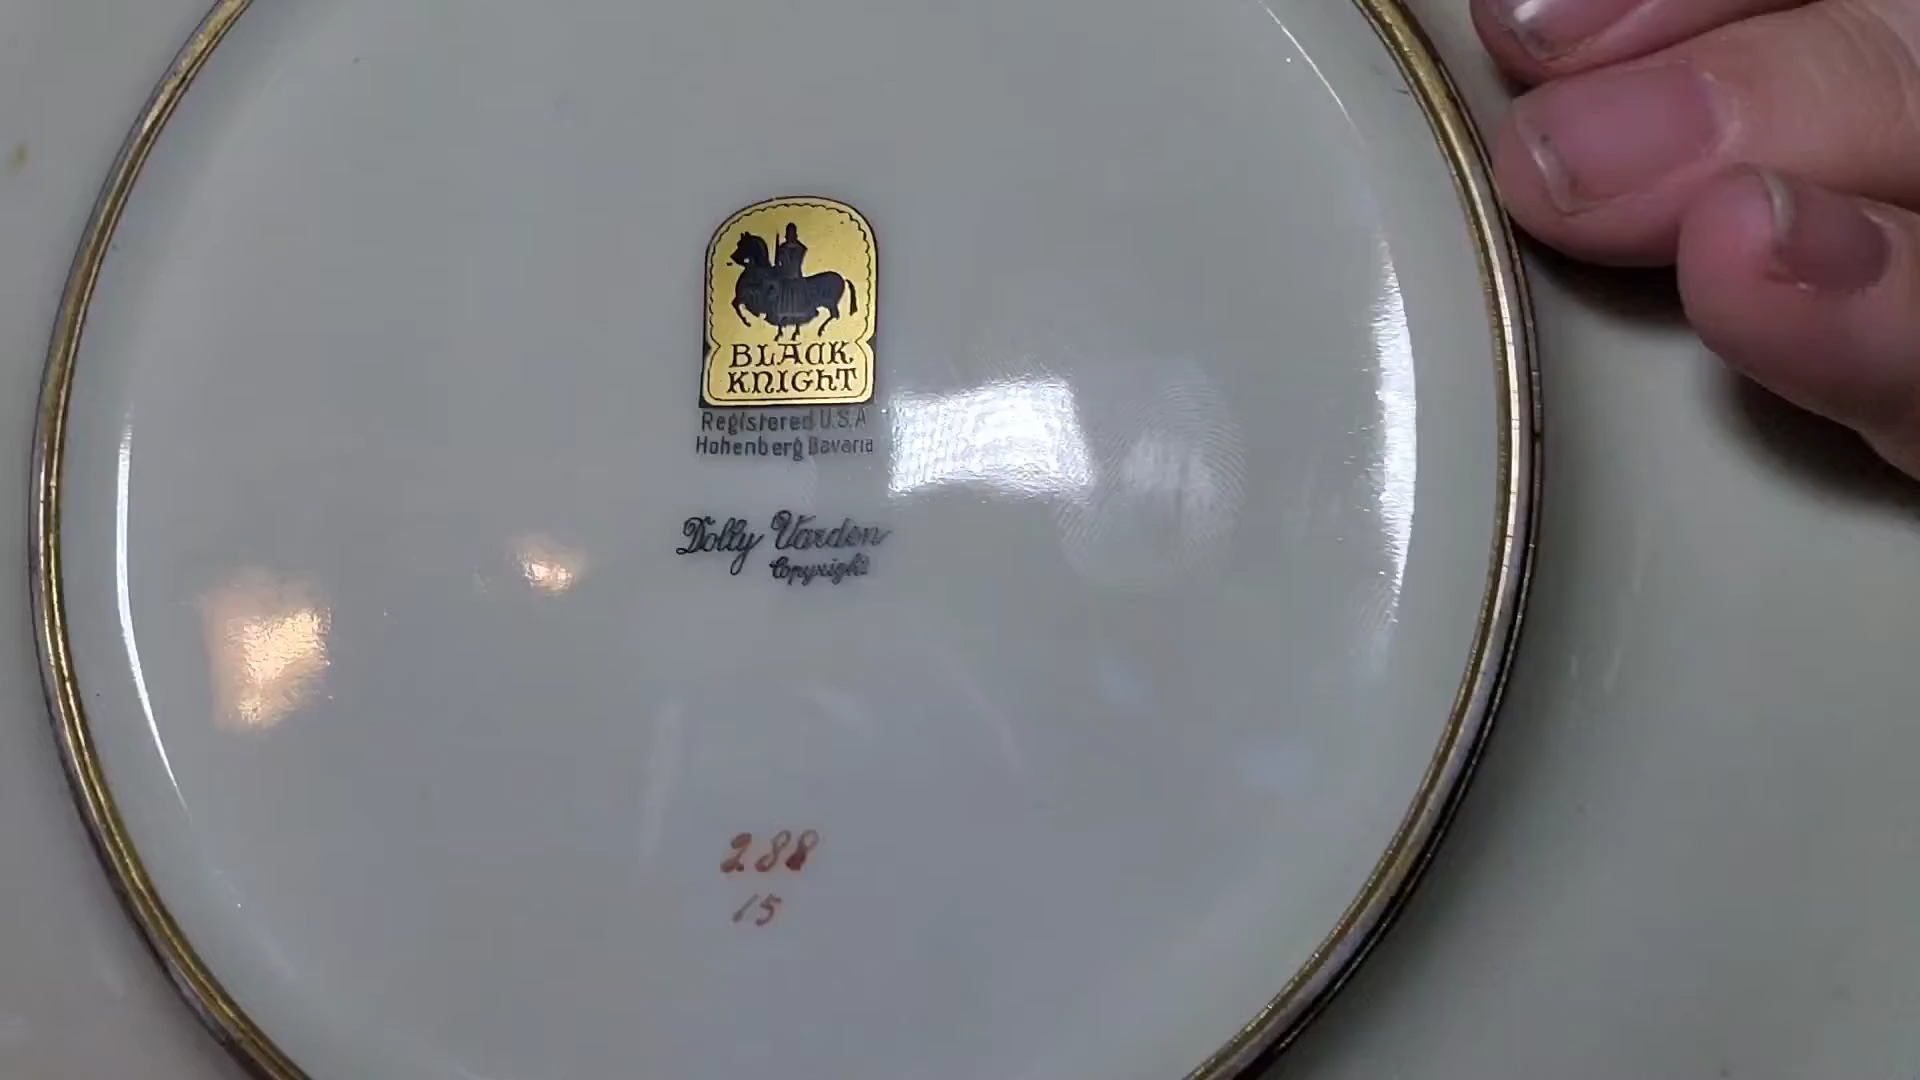 BLACK
KNIGHT
Registered U.S.A
Hohenberg Bavaria
Dolly Varden
Copyright
288
15